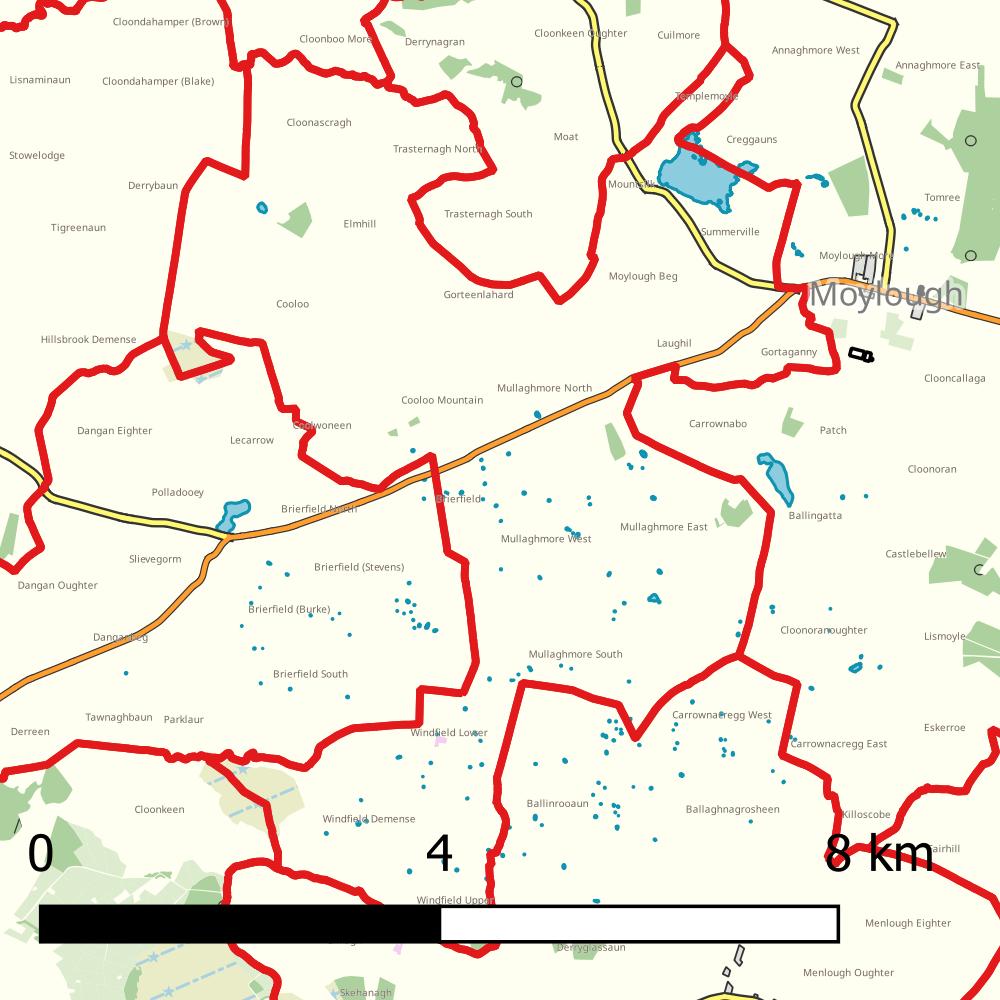 Cloondahamper (Brown)
Cloonboo More
Derrynagran
Cloonkeen Oughter
Cuilmore
Annaghmore West
Annaghmore East
Lisnaminaun
Cloondahamper (Blake)
Templemoyle
Cloonascragh
Moat
Creggauns
Trasternagh North
Stowelodge
Derrybaun
Mountsilk
Tomree
Trasternagh South
Elmhill
Tigreenaun
Summerville
Moylough More
Moylough Beg
Gorteenlahard
Moylough
Cooloo
Hillsbrook Demense
Laughil
Gortaganny
Clooncallaga
Mullaghmore North
Cooloo Mountain
Coolwoneen
Carrownabo
Patch
Dangan Eighter
Lecarrow
Cloonoran
Polladooey
Brierfield
Brierfield North
Ballingatta
Mullaghmore East
Mullaghmore West
Castlebellew
Slievegorm
Brierfield (Stevens)
Dangan Oughter
Brierfield (Burke)
Cloonoranoughter
Lismoyle
Danganbeg
Mullaghmore South
Brierfield South
Tawnaghbaun
Parklaur
Carrownacregg West
Derreen
Windfield Lower
Eskerroe
Carrownacregg East
Cloonkeen
Ballinrooaun
Ballaghnagrosheen
Killoscobe
Windfield Demense
Fairhill
0 4 8 km
Windfield Upper
Menlough Eighter
Derryglassaun
Menlough Oughter
Skehanagh